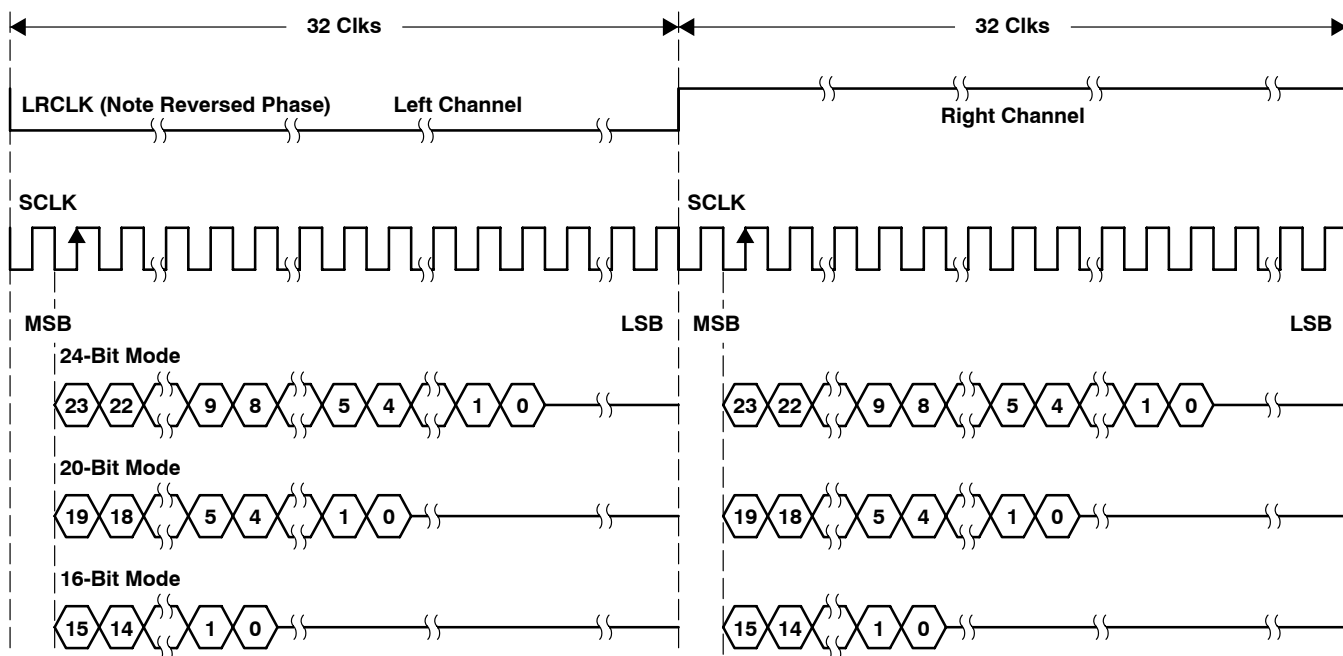 32 Clks 32 Clks
LRCLK (Note Reversed Phase) Left Channel
Right Channel
SCLK SCLK
MSB LSB MSB LSB
24-Bit Mode
23 22 9 8 5 4 1 0 23 22 9 8 5 4 1 0
20-Bit Mode
19 18 5 4 1 0 19 18 5 4 1 0
16-Bit Mode
15 14 1 0 15 14 1 0